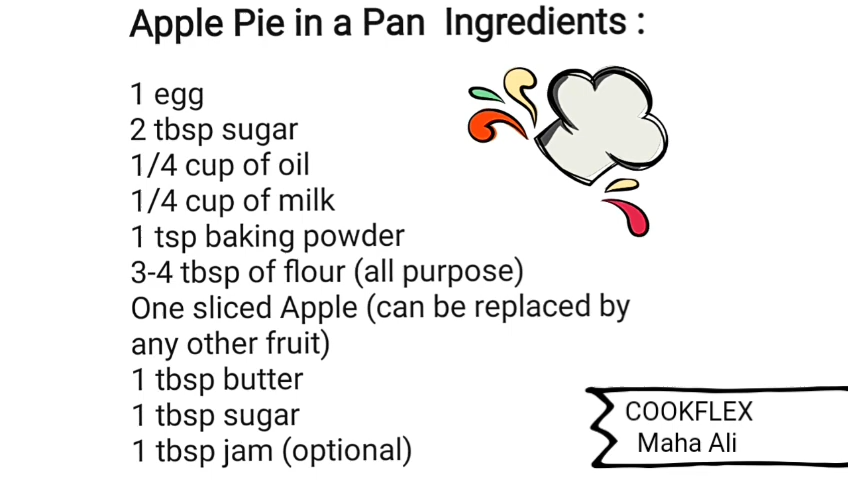 Apple Pie in a Pan  Ingredients :
1 egg
2 tbsp sugar
1/4 cup of oil
1/4 cup of milk
1 tsp baking powder
3-4 tbsp of flour (all purpose)
One sliced Apple (can be replaced by
any other fruit)
1 tbsp butter
1 tbsp sugar
1 tbsp jam (optional)
COOKFLEX
Maha Ali